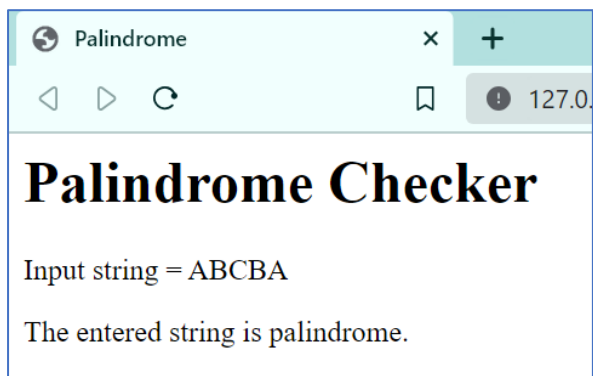 Palindrome
127.0.
Palindrome Checker
Input string = ABCBA
The entered string is palindrome.